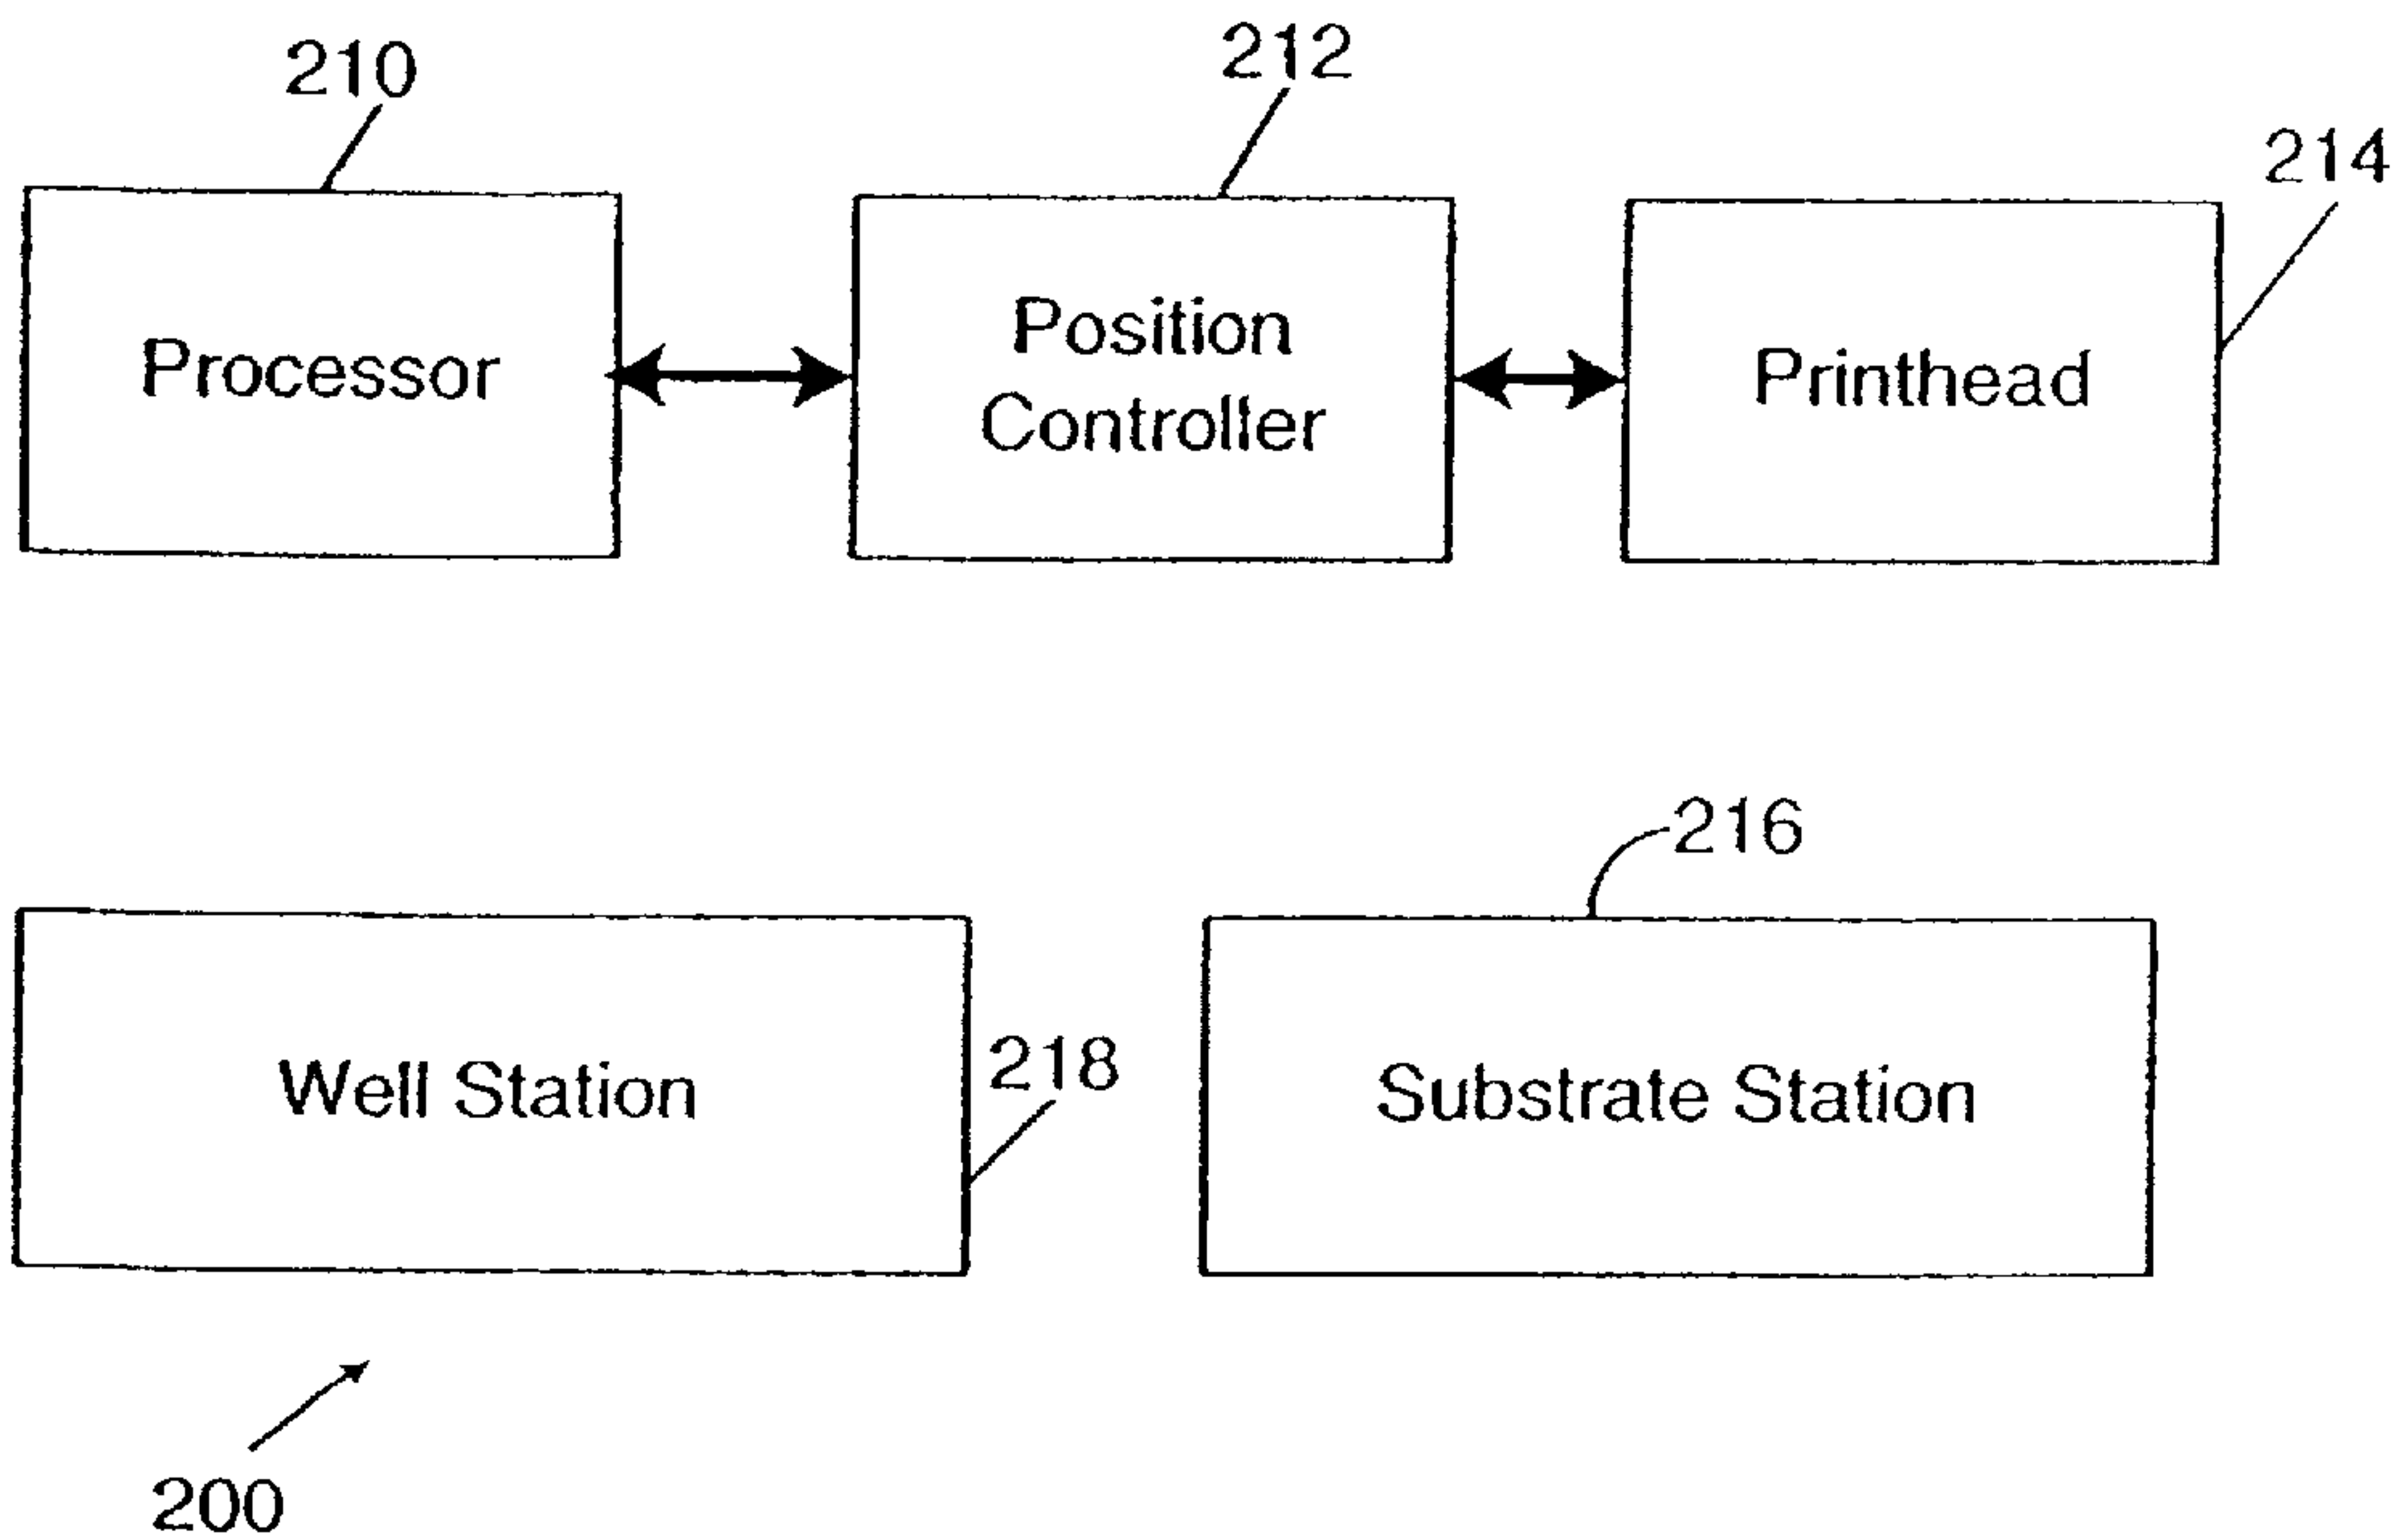 210
212
214
Processor
Position
Controller
Printhead
216
218
Well Station
Substrate Station
200